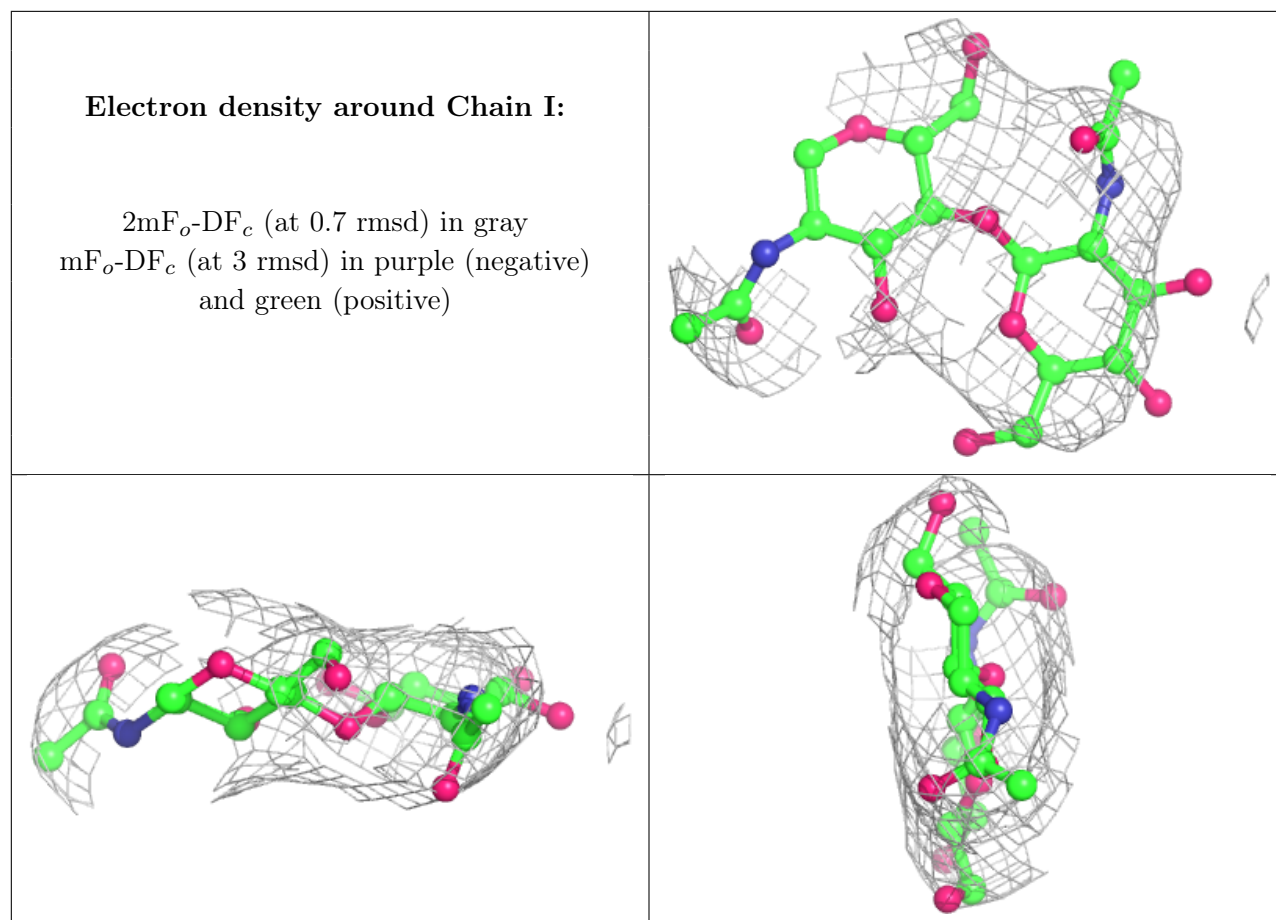 Electron density around Chain I:
2mFo-DFc (at 0.7 rmsd) in gray
mFo-DFc (at 3 rmsd) in purple (negative)
and green (positive)